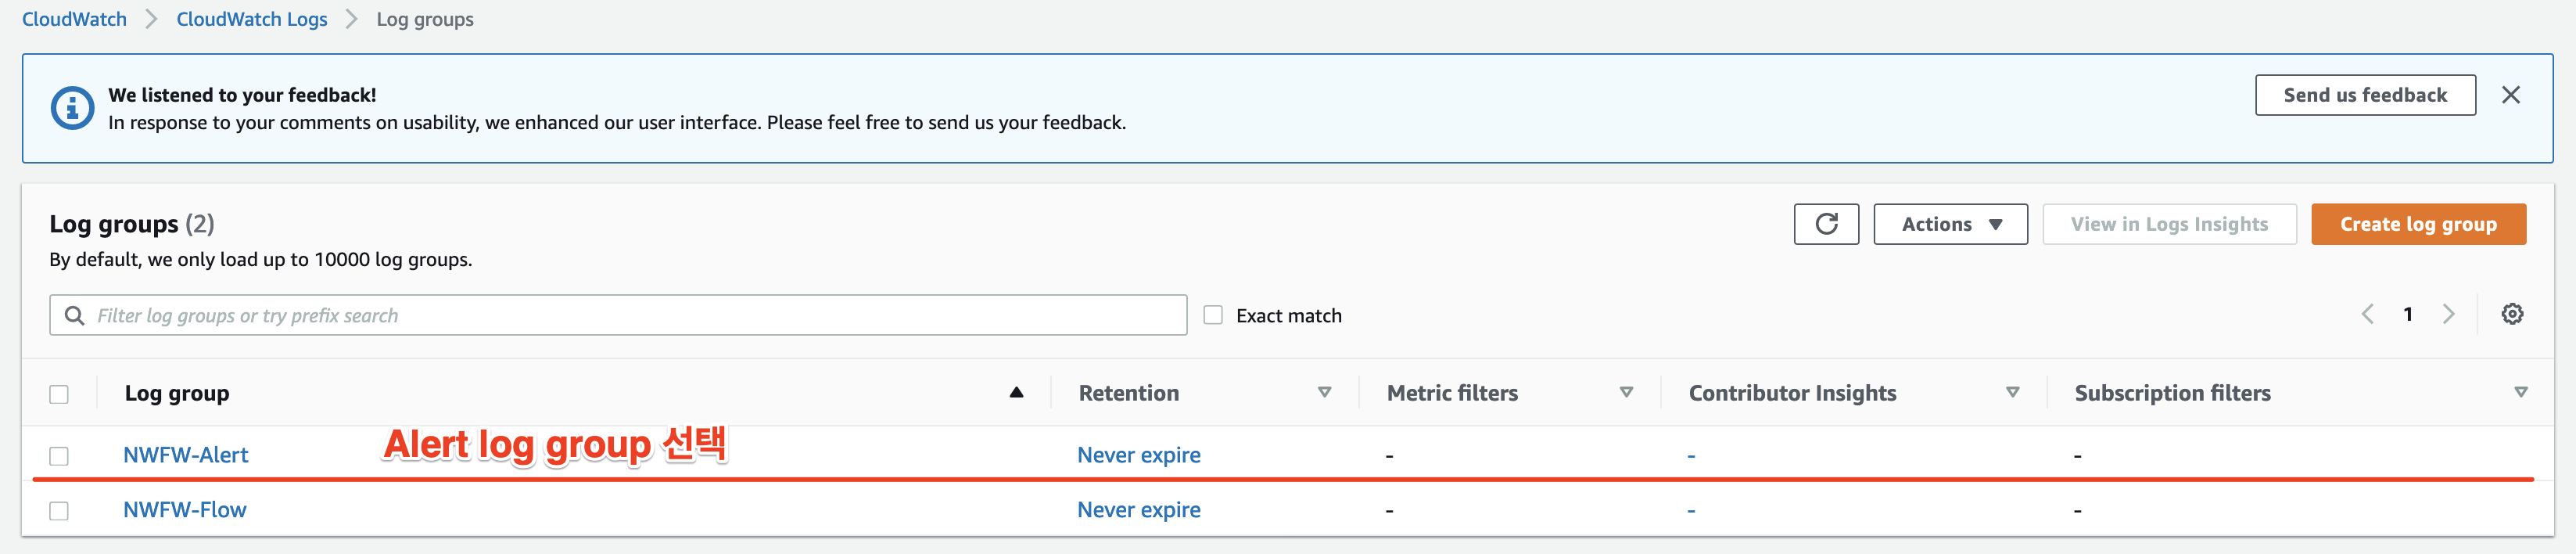 CloudWatch > CloudWatch Logs > Log groups
We listened to your feedback!
In response to your comments on usability, we enhanced our user interface. Please feel free to send us your feedback.
Send us feedback
Log groups (2)
By default, we only load up to 10000 log groups.
Actions
View in Logs Insights
Create log group
Filter log groups or try prefix search
Exact match
1
Log group Retention Metric filters Contributor Insights Subscription filters
Alert log group 선택
NWFW-Alert Never expire - - -
NWFW-Flow Never expire - - -